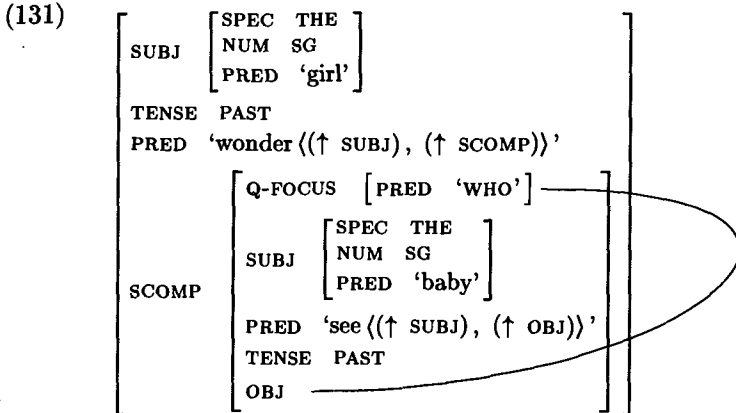 (131)
SPEC THE
SUBJ NUM SG
PRED ‘girl’
TENSE PAST
PRED ‘wonder⟨(↑ SUBJ), (↑ SCOMP)⟩’
Q-FOCUS [PRED ‘WHO’]
SPEC THE
SUBJ NUM SG
PRED ‘baby’
SCOMP
PRED ‘see⟨(↑ SUBJ), (↑ OBJ)⟩’
TENSE PAST
OBJ